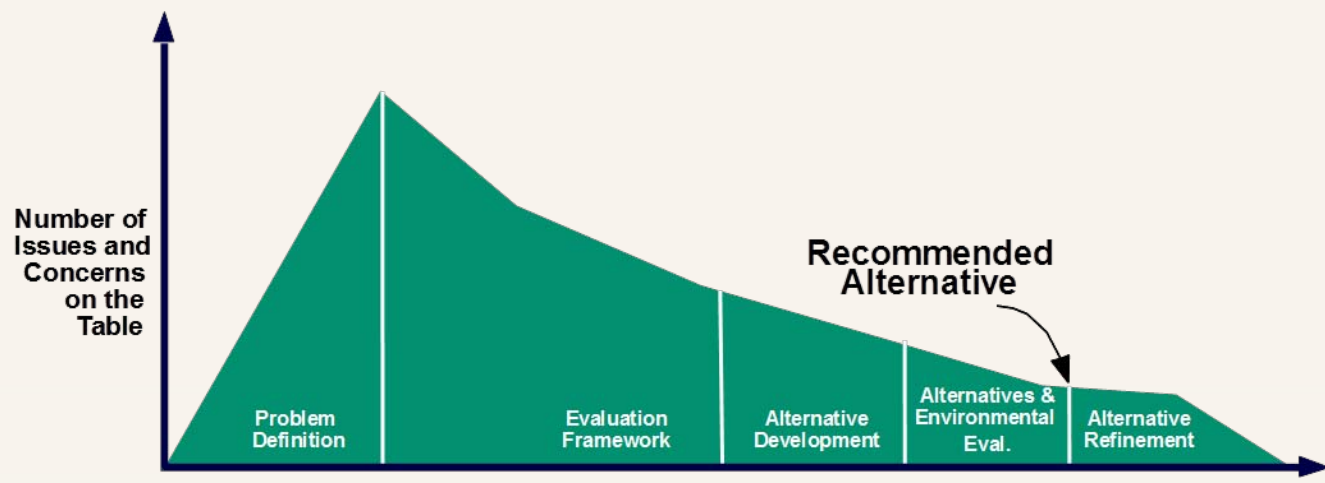 Number of
Issues and
Concerns
on the
Table
Recommended
Alternative
Problem
Definition
Evaluation
Framework
Alternative
Development
Alternatives &
Environmental
Eval.
Alternative
Refinement